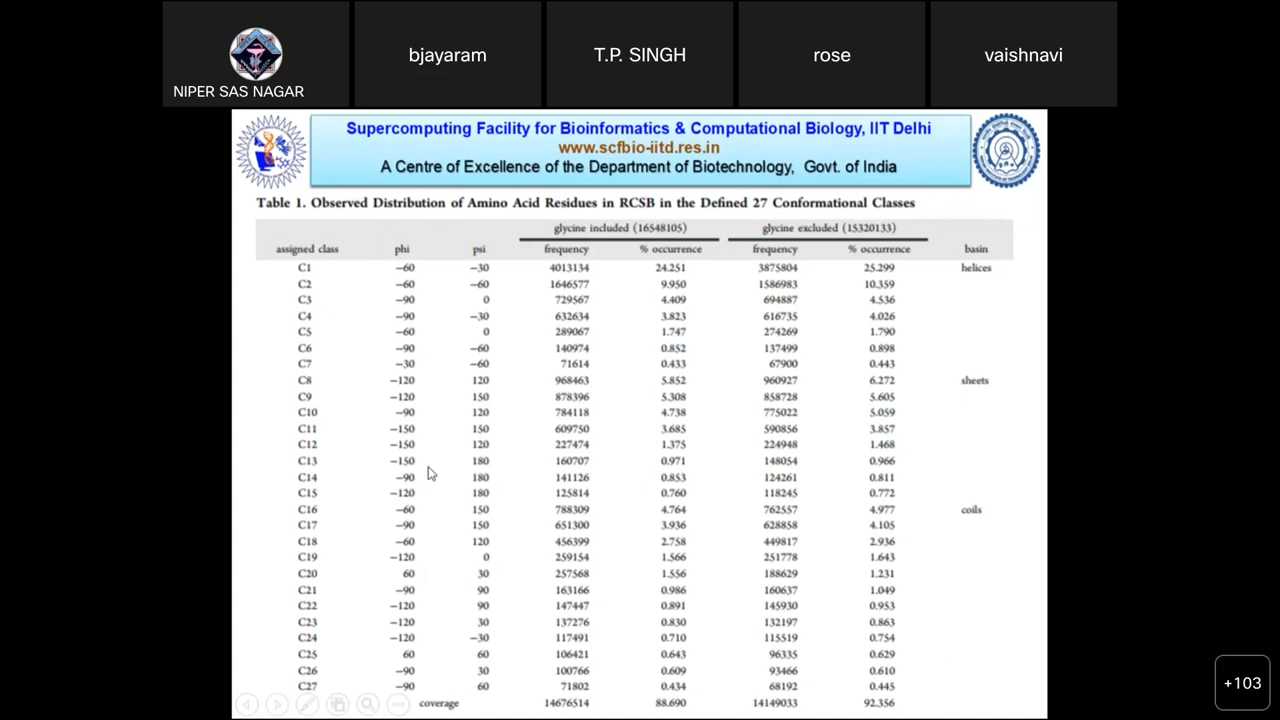 NIPER SAS NAGAR
bjayaram
T.P. SINGH
rose
vaishnavi
Supercomputing Facility for Bioinformatics & Computational Biology, IIT Delhi
www.scfbio-iitd.res.in
A Centre of Excellence of the Department of Biotechnology, Govt. of India
Table 1. Observed Distribution of Amino Acid Residues in RCSB in the Defined 27 Conformational Classes
glycine included (16548105) glycine excluded (15320133)
assigned class phi psi frequency % occurrence frequency % occurrence basin
C1 −60 −30 4013134 24.251 3875804 25.299 helices
C2 −60 −60 1646577 9.950 1586983 10.359
C3 −90 0 729567 4.409 694887 4.536
C4 −90 −30 632634 3.823 616735 4.026
C5 −60 0 289067 1.747 274269 1.790
C6 −90 −60 140974 0.852 137499 0.898
C7 −30 −60 71614 0.433 67900 0.443
C8 −120 120 968463 5.852 960927 6.272 sheets
C9 −120 150 878396 5.308 858728 5.605
C10 −90 120 784118 4.738 775022 5.059
C11 −150 150 609750 3.685 590856 3.857
C12 −150 120 227474 1.375 224948 1.468
C13 −150 180 160707 0.971 148054 0.966
C14 −90 180 141126 0.853 124261 0.811
C15 −120 180 125814 0.760 118245 0.772
C16 −60 150 788309 4.764 762557 4.977 coils
C17 −90 150 651300 3.936 628858 4.105
C18 −60 120 456399 2.758 449817 2.936
C19 −120 0 259154 1.566 251778 1.643
C20 60 30 257568 1.556 188629 1.231
C21 −90 90 163166 0.986 160637 1.049
C22 −120 90 147447 0.891 145930 0.953
C23 −120 30 137276 0.830 132197 0.863
C24 −120 −30 117491 0.710 115519 0.754
C25 60 60 106421 0.643 96335 0.629
C26 −90 30 100766 0.609 93466 0.610
C27 −90 60 71802 0.434 68192 0.445
coverage 14676514 88.690 14149033 92.356
+103